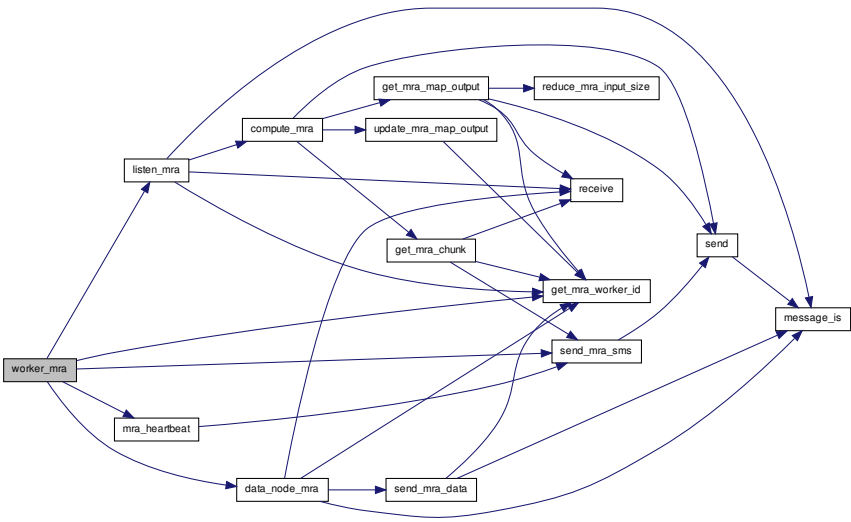 get_mra_map_output
reduce_mra_input_size
compute_mra
update_mra_map_output
listen_mra
receive
get_mra_chunk
send
get_mra_worker_id
message_is
send_mra_sms
worker_mra
mra_heartbeat
data_node_mra
send_mra_data